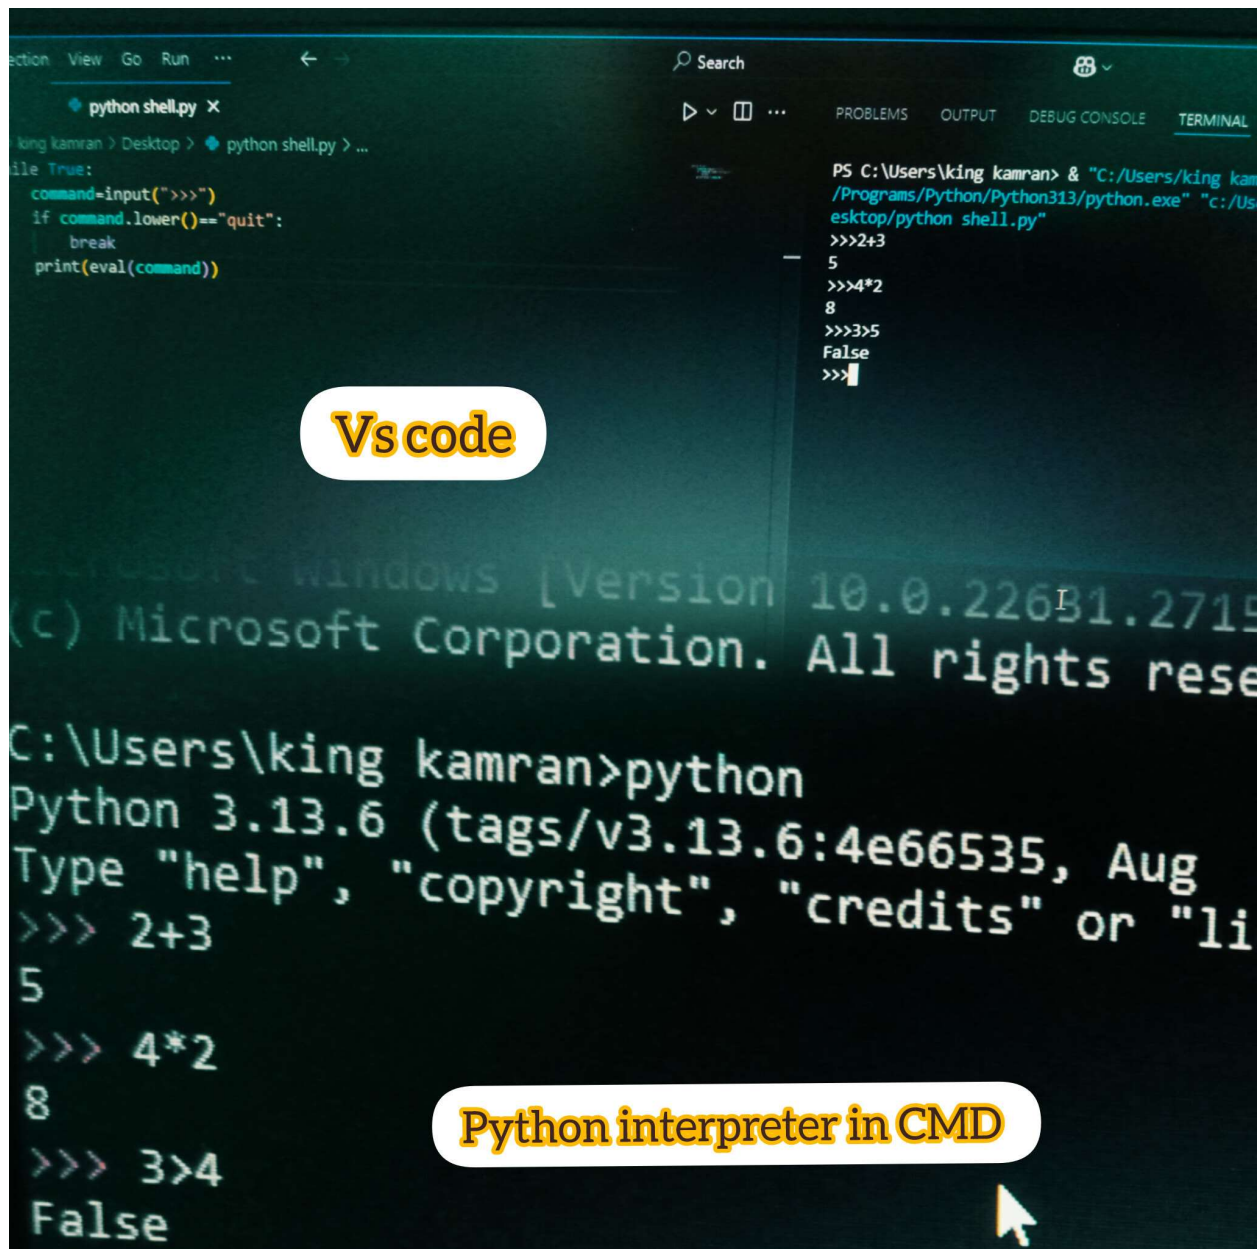 View Go Run ...
Search
python shell.py
PROBLEMS OUTPUT DEBUG CONSOLE TERMINAL
king kamran > Desktop > python shell.py > ...
True:
command=input(">>>")
if command.lower()=="quit":
break
print(eval(command))
PS C:\Users\king kamran> & "C:/Users/king kam
/Programs/Python/Python313/python.exe" "c:/Us
esktop/python shell.py"
>>>2+3
5
>>>4*2
8
>>>3>5
False
>>>
Vs code
Windows [Version 10.0.22631.2715
(c) Microsoft Corporation. All rights rese
C:\Users\king kamran>python
Python 3.13.6 (tags/v3.13.6:4e66535, Aug
Type "help", "copyright", "credits" or "li
>>> 2+3
5
>>> 4*2
8
>>> 3>4
False
Python interpreter in CMD